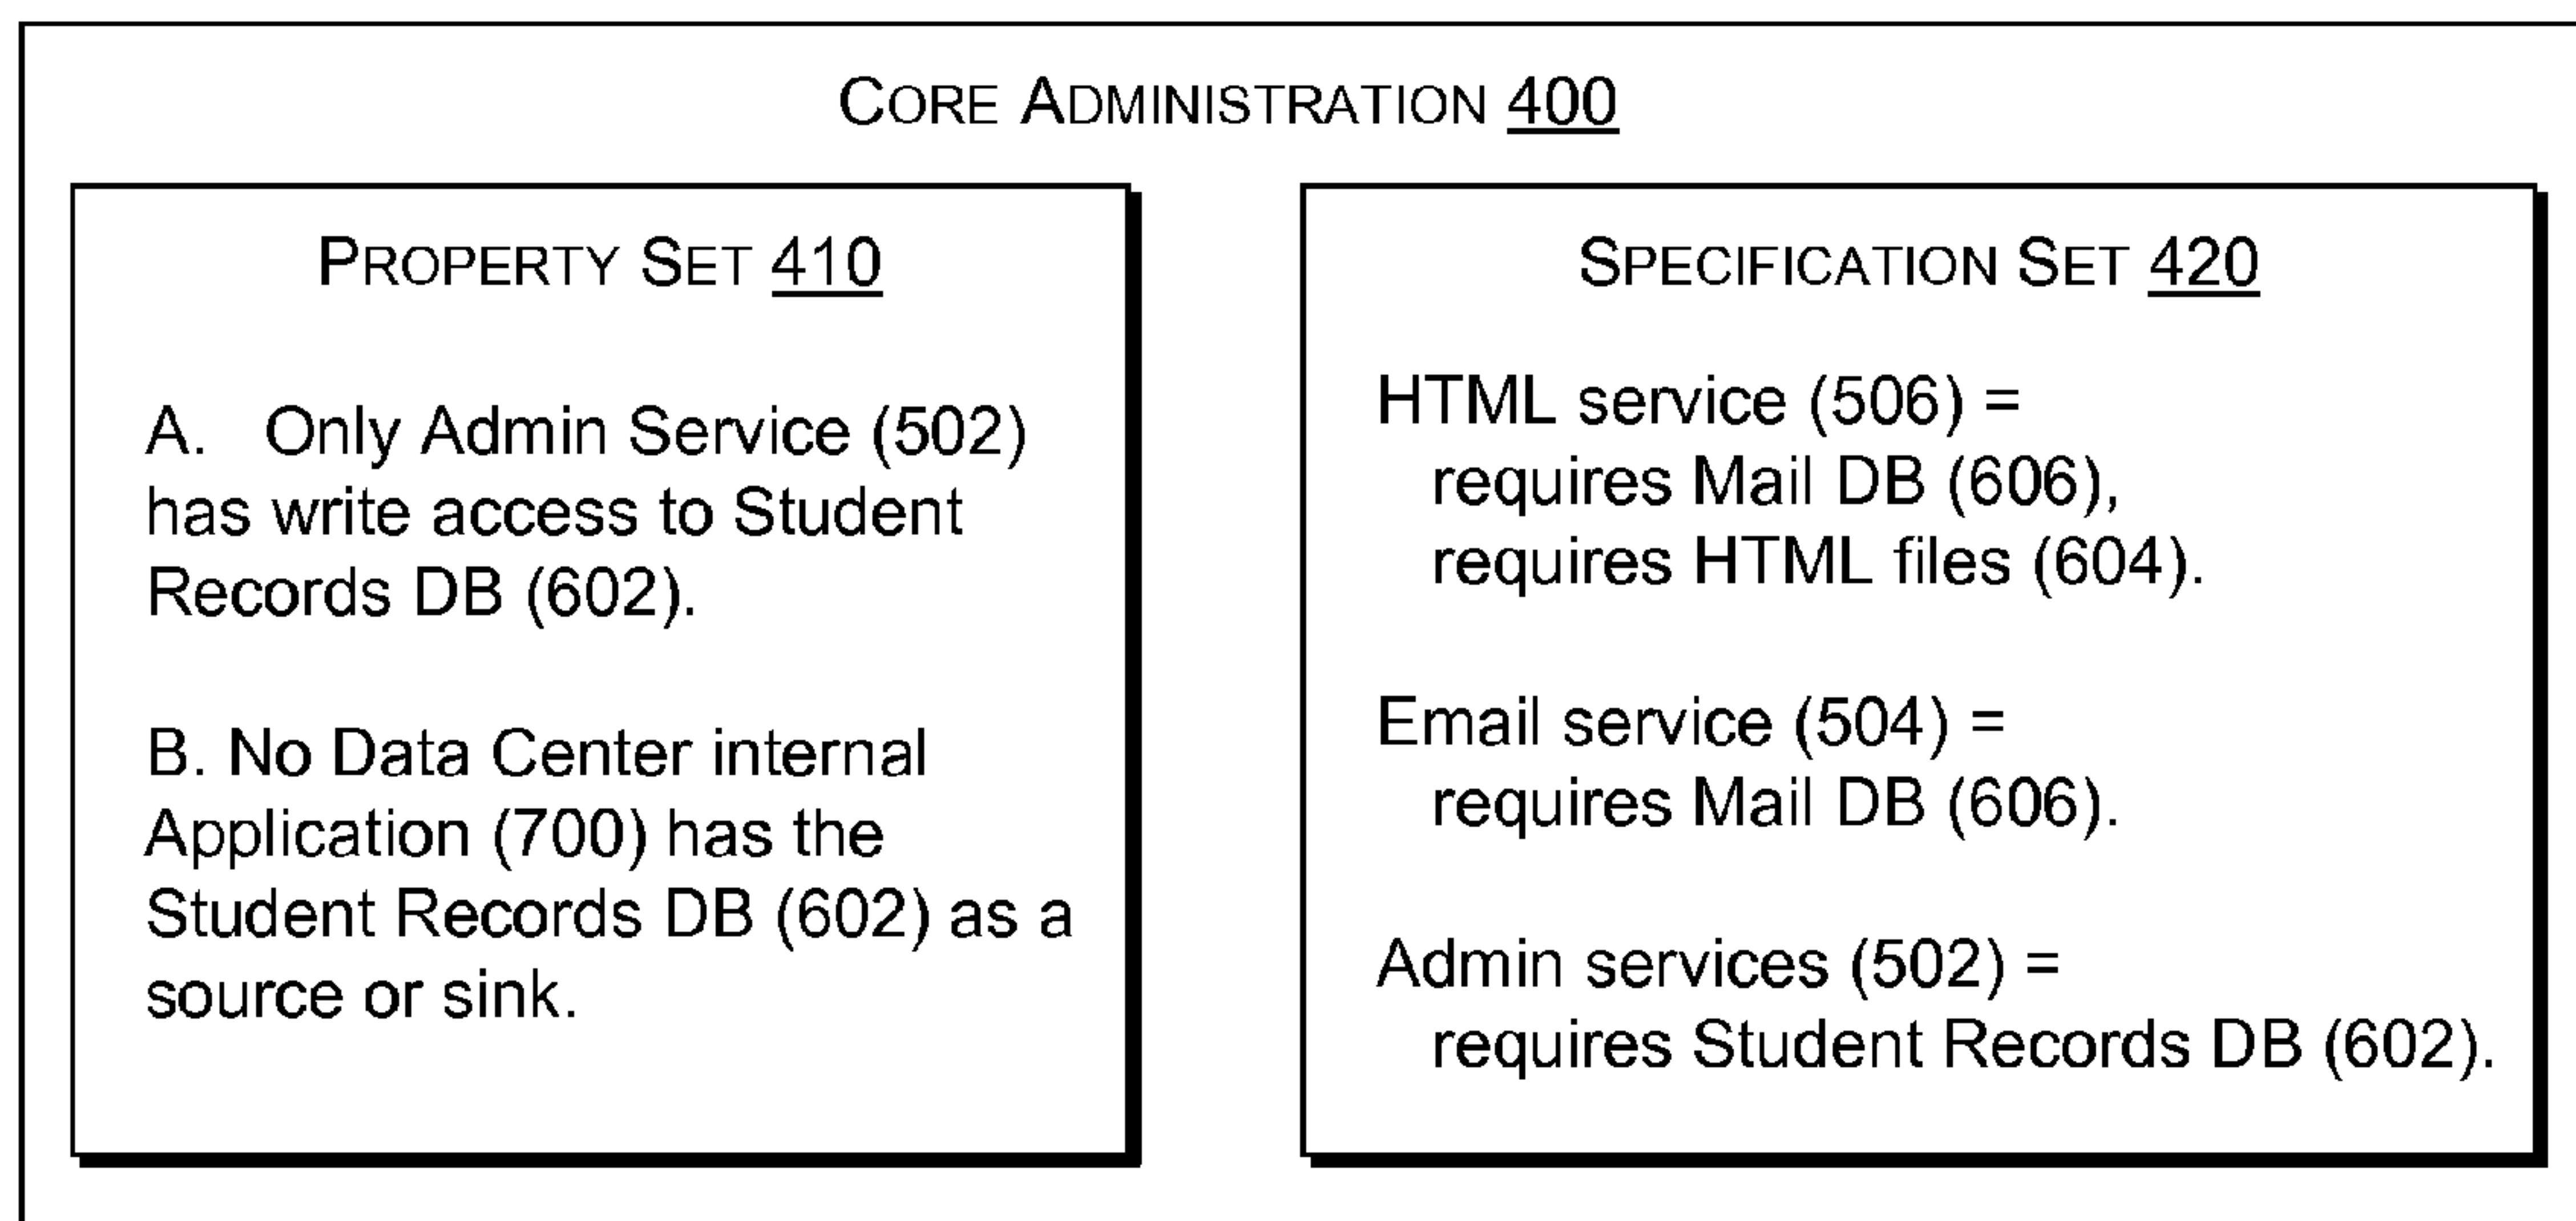 CORE ADMINISTRATION 400
PROPERTY SET 410
A. Only Admin Service (502)
has write access to Student
Records DB (602).
B. No Data Center internal
Application (700) has the
Student Records DB (602) as a
source or sink.
SPECIFICATION SET 420
HTML service (506) =
requires Mail DB (606),
requires HTML files (604).
Email service (504) =
requires Mail DB (606).
Admin services (502) =
requires Student Records DB (602).